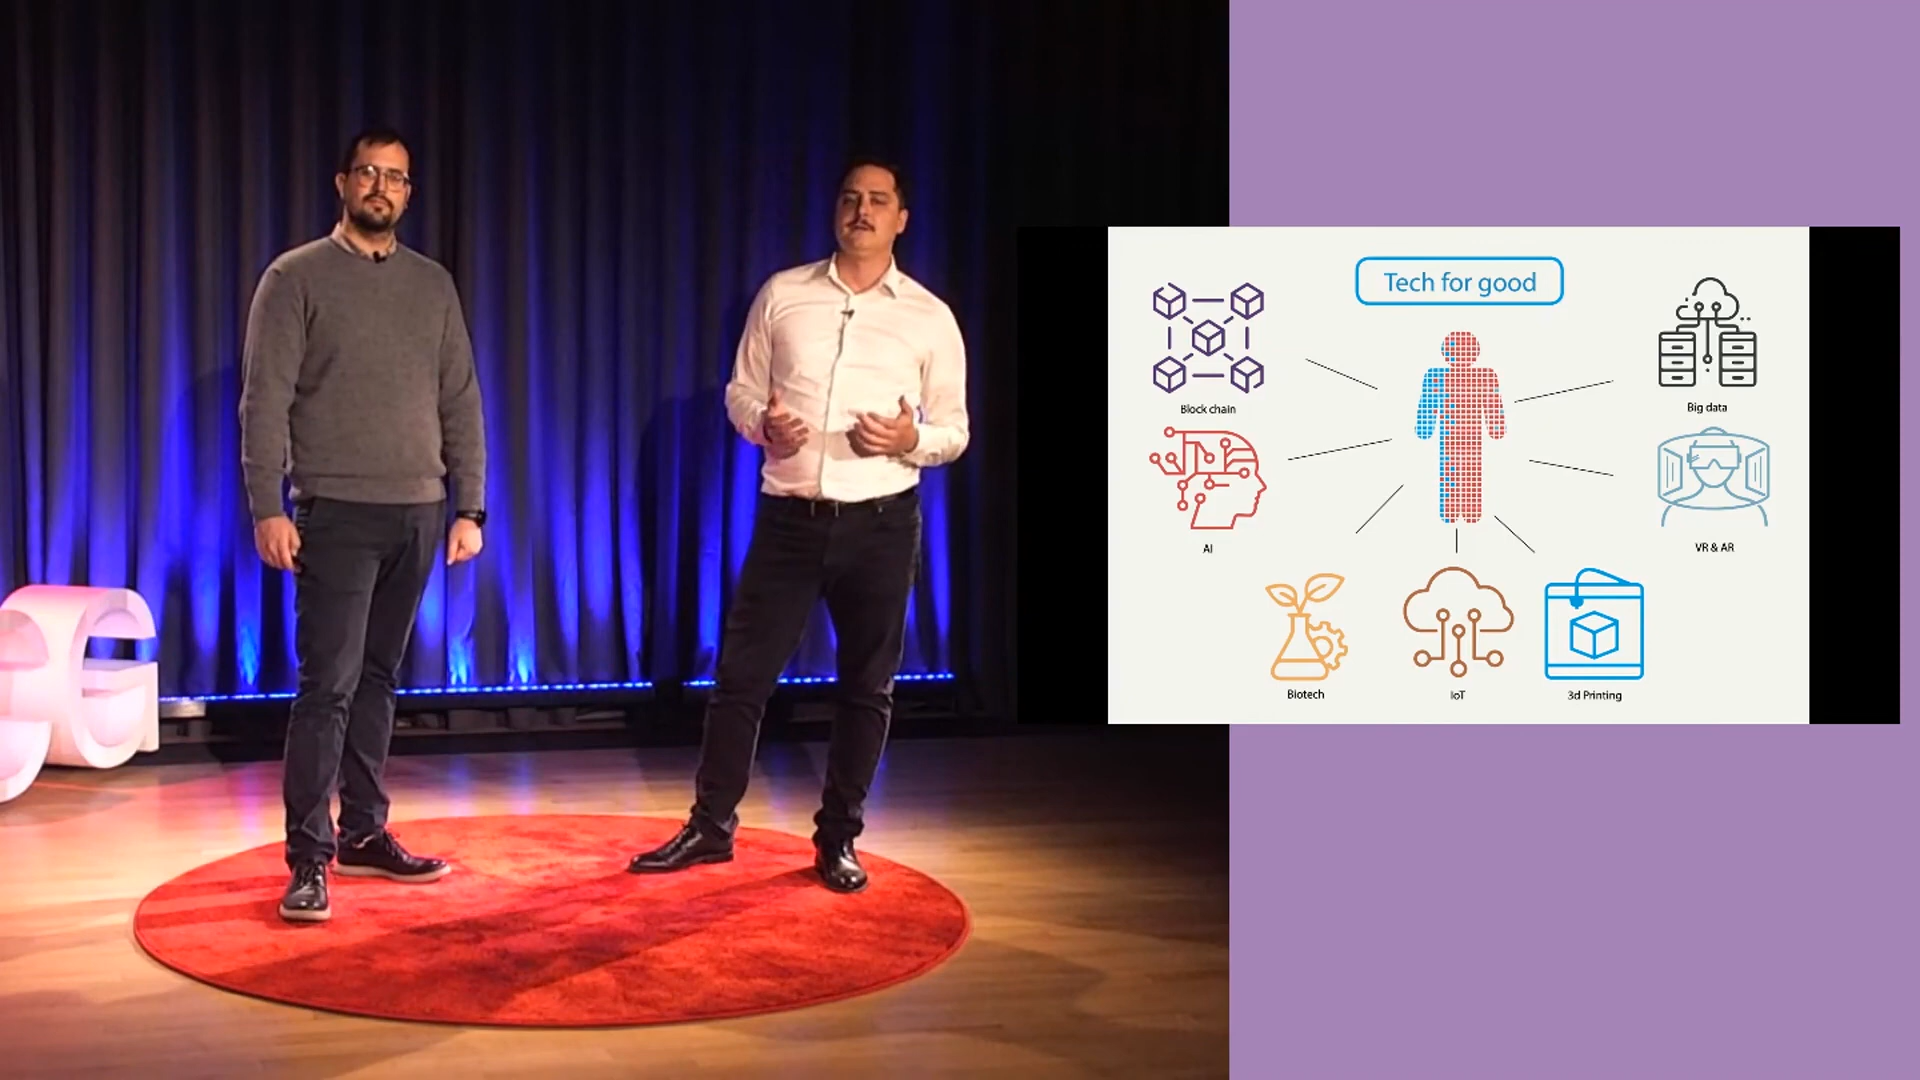 Tech for good
Block chain
Big data
AI
VR & AR
Biotech
IoT
3d Printing